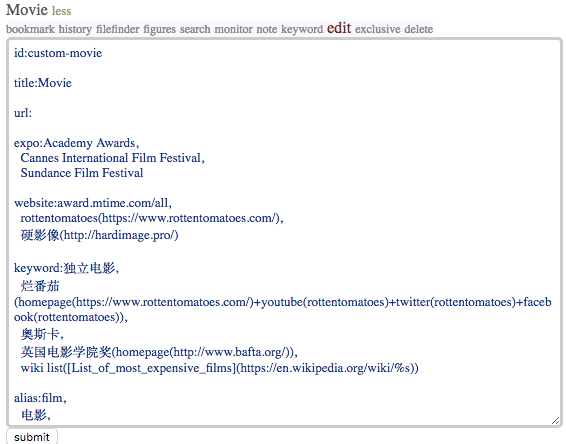 Movie less
bookmark history filefinder figures search monitor note keyword edit exclusive delete
id:custom-movie
title:Movie
url:
expo:Academy Awards,
Cannes International Film Festival,
Sundance Film Festival
website:award.mtime.com/all,
rottentomatoes(https://www.rottentomatoes.com/),
硬影像(http://hardimage.pro/)
keyword:独立电影,
烂番茄
(homepage(https://www.rottentomatoes.com/)+youtube(rottentomatoes)+twitter(rottentomatoes)+faceb
ook(rottentomatoes)),
奥斯卡,
英国电影学院奖(homepage(http://www.bafta.org/)),
wiki list([List_of_most_expensive_films](https://en.wikipedia.org/wiki/%s))
alias:film,
电影,
submit